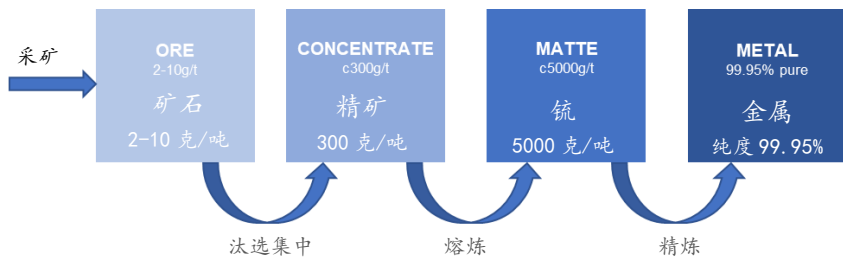 采矿
ORE
2-10g/t
矿石
2-10 克/吨
CONCENTRATE
c300g/t
精矿
300 克/吨
MATTE
c5000g/t
锍
5000 克/吨
METAL
99.95% pure
金属
纯度 99.95%
汰选集中
熔炼
精炼